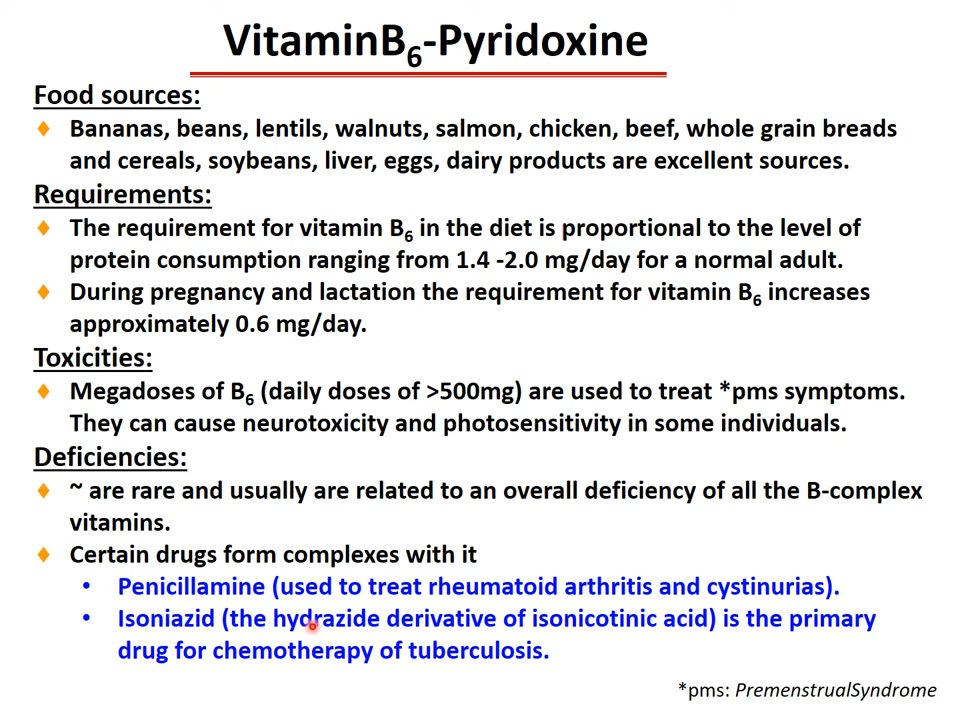 VitaminB6-Pyridoxine
Food sources:
♦ Bananas, beans, lentils, walnuts, salmon, chicken, beef, whole grain breads
and cereals, soybeans, liver, eggs, dairy products are excellent sources.
Requirements:
♦ The requirement for vitamin B6 in the diet is proportional to the level of
protein consumption ranging from 1.4 -2.0 mg/day for a normal adult.
♦ During pregnancy and lactation the requirement for vitamin B6 increases
approximately 0.6 mg/day.
Toxicities:
♦ Megadoses of B6 (daily doses of >500mg) are used to treat *pms symptoms.
They can cause neurotoxicity and photosensitivity in some individuals.
Deficiencies:
♦ ~ are rare and usually are related to an overall deficiency of all the B-complex
vitamins.
♦ Certain drugs form complexes with it
• Penicillamine (used to treat rheumatoid arthritis and cystinurias).
• Isoniazid (the hydrazide derivative of isonicotinic acid) is the primary
drug for chemotherapy of tuberculosis.
*pms: PremenstrualSyndrome